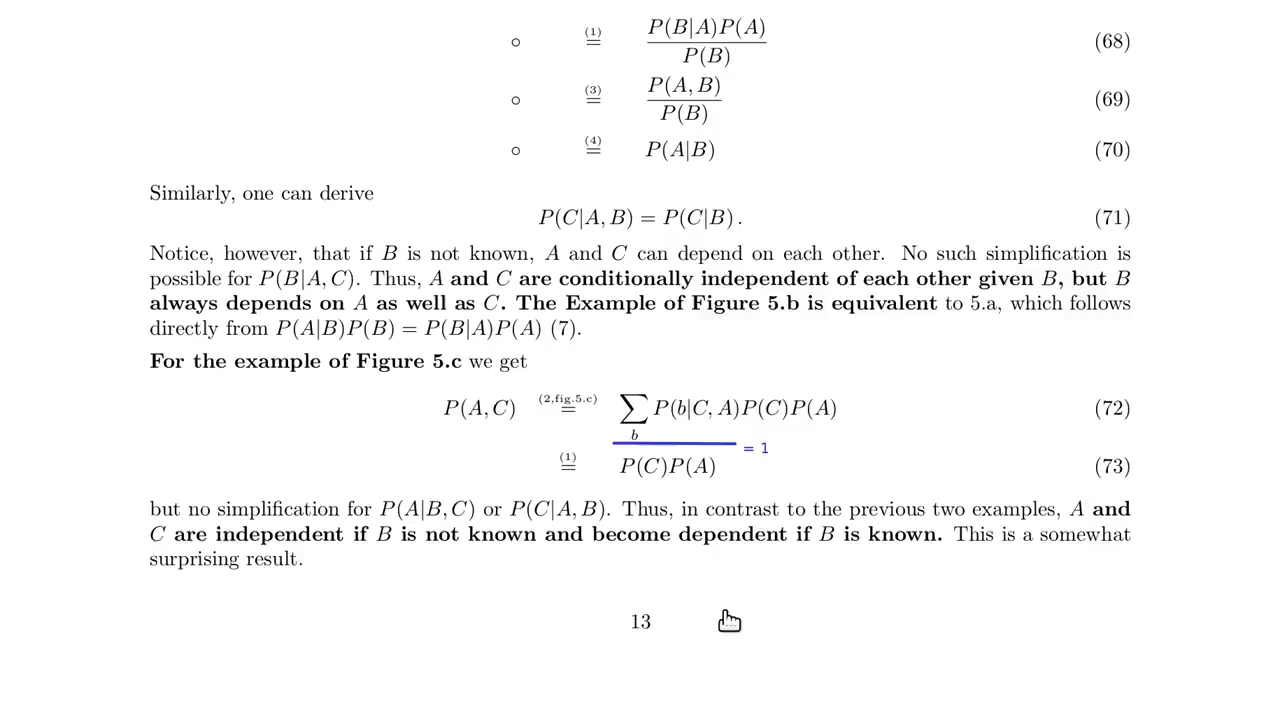 ∘ (1)= P(B|A)P(A) / P(B) (68)
∘ (3)= P(A, B) / P(B) (69)
∘ (4)= P(A|B) (70)
Similarly, one can derive
P(C|A, B) = P(C|B) . (71)
Notice, however, that if B is not known, A and C can depend on each other. No such simplification is
possible for P(B|A, C). Thus, A and C are conditionally independent of each other given B, but B
always depends on A as well as C. The Example of Figure 5.b is equivalent to 5.a, which follows
directly from P(A|B)P(B) = P(B|A)P(A) (7).
For the example of Figure 5.c we get
P(A, C) (2,fig.5.c)= ∑b P(b|C, A)P(C)P(A) (72)
= 1
(1)= P(C)P(A) (73)
but no simplification for P(A|B, C) or P(C|A, B). Thus, in contrast to the previous two examples, A and
C are independent if B is not known and become dependent if B is known. This is a somewhat
surprising result.
13